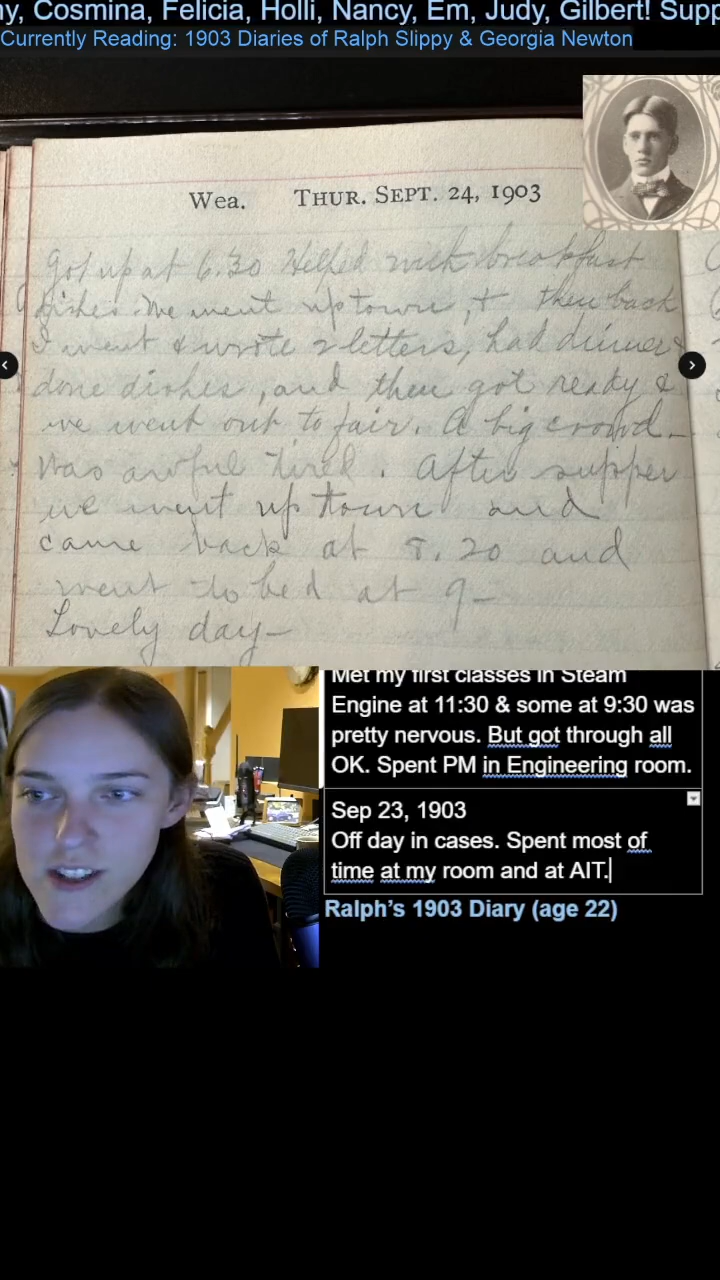 y, Cosmina, Felicia, Holli, Nancy, Em, Judy, Gilbert! Supp
Currently Reading: 1903 Diaries of Ralph Slippy & Georgia Newton
Wea. THUR. SEPT. 24, 1903
Got up at 6.30 Helped with breakfast
dishes. We went up town, + then back
I went & wrote 2 letters, had dinner &
done dishes, and then got ready &
we went out to fair. A big crowd-
Was awful tired. After supper
we went up town and
came back at 8.20 and
went to bed at 9-
Lovely day-
Met my first classes in Steam
Engine at 11:30 & some at 9:30 was
pretty nervous. But got through all
OK. Spent PM in Engineering room.
Sep 23, 1903
Off day in cases. Spent most of
time at my room and at AIT.
Ralph's 1903 Diary (age 22)